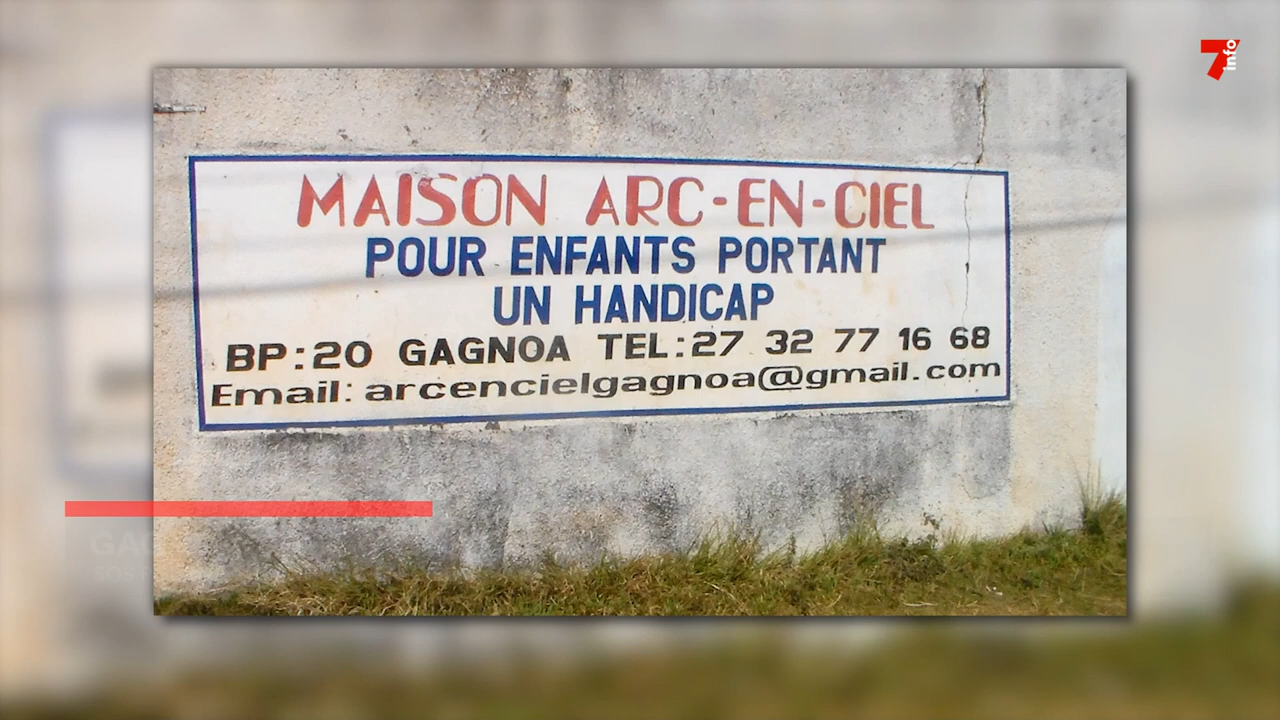 7info
MAISON ARC-EN-CIEL
POUR ENFANTS PORTANT
UN HANDICAP
BP:20 GAGNOA TEL:27 32 77 16 68
Email: arcencielgagnoa@gmail.com